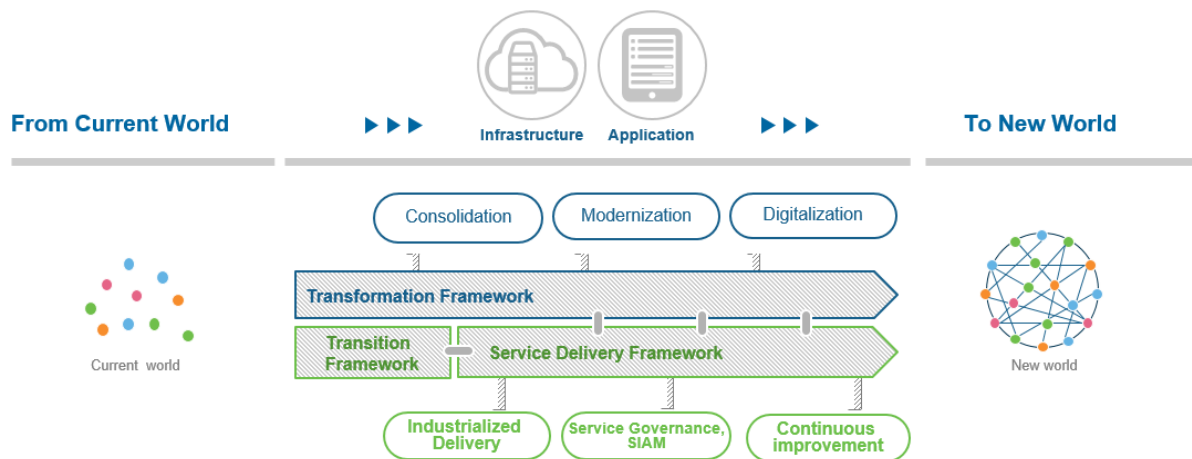 From Current World
Infrastructure
Application
To New World
Consolidation
Modernization
Digitalization
Transformation Framework
Transition
Framework
Service Delivery Framework
Current world
New world
Industrialized
Delivery
Service Governance,
SIAM
Continuous
improvement